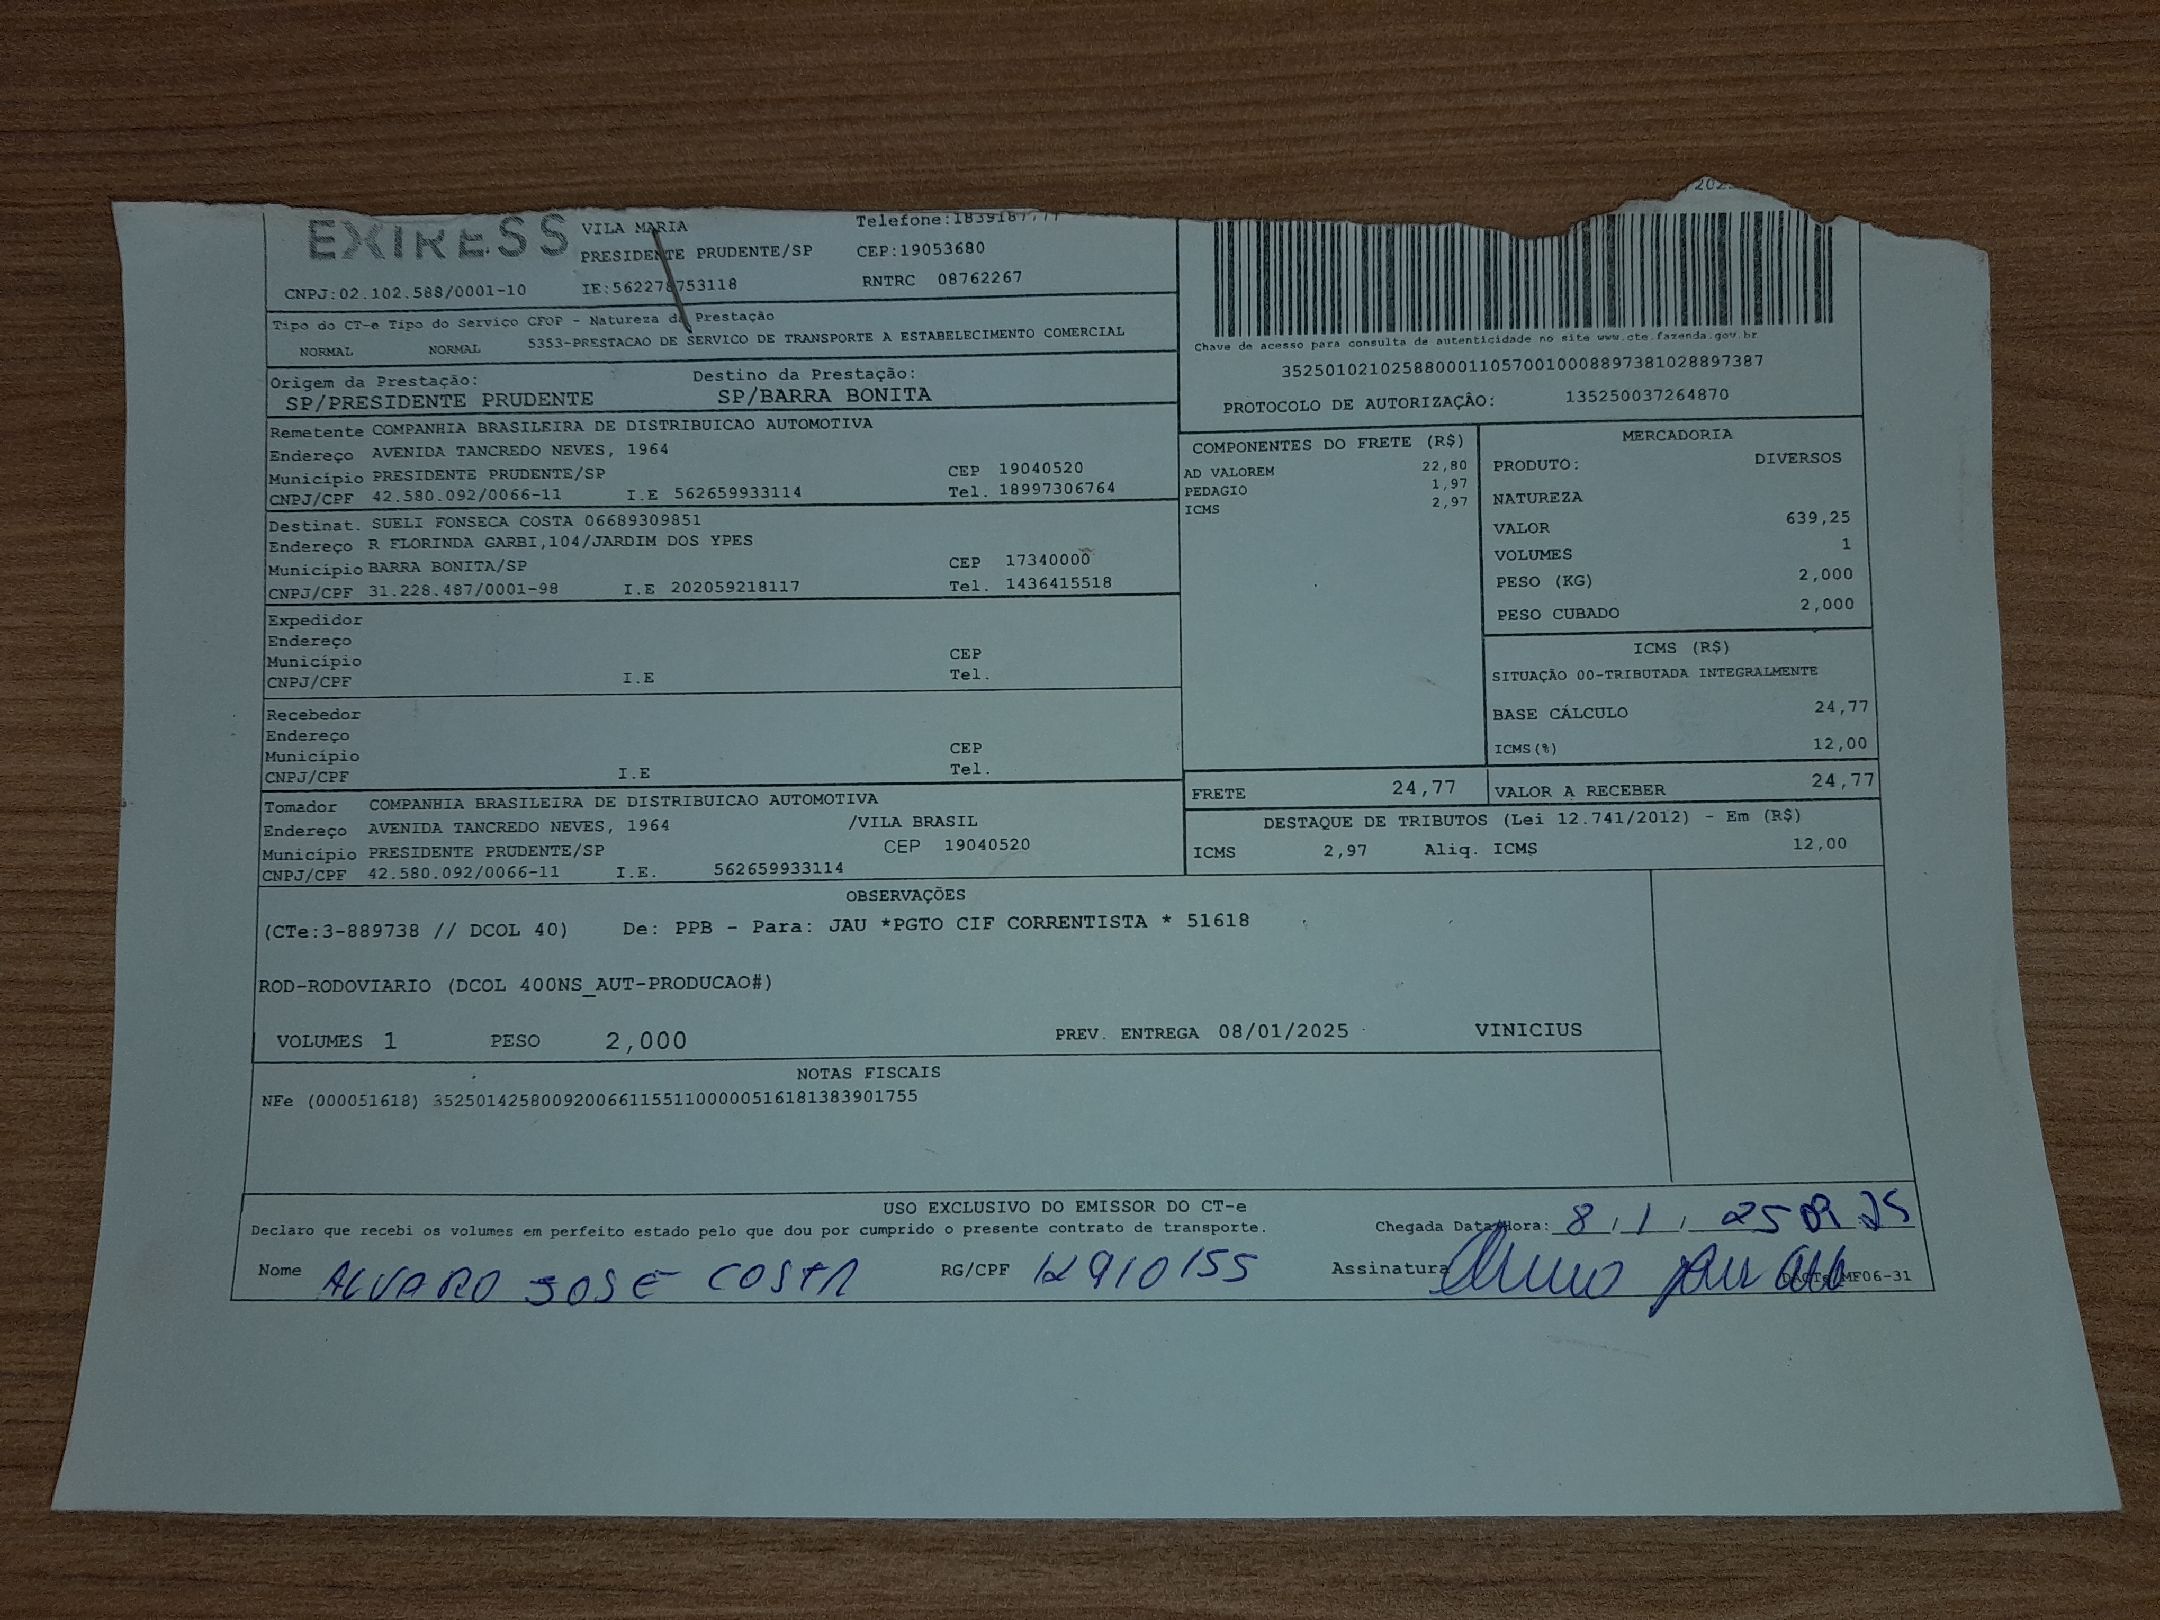 EXPRESS
VILA MARIA
PRESIDENTE PRUDENTE/SP CEP:19053680
CNPJ:02.102.588/0001-10 IE:562278753118 RNTRC 08762267
Tipo do CT-e Tipo do Serviço CFOP - Natureza da Prestação
NORMAL NORMAL 5353-PRESTACAO DE SERVICO DE TRANSPORTE A ESTABELECIMENTO COMERCIAL
Origem da Prestação: Destino da Prestação:
SP/PRESIDENTE PRUDENTE SP/BARRA BONITA
Chave de acesso para consulta de autenticidade no site www.cte.fazenda.gov.br
35250102102588000110570010008897381028897387
PROTOCOLO DE AUTORIZAÇÂO: 135250037264870
Remetente COMPANHIA BRASILEIRA DE DISTRIBUICAO AUTOMOTIVA
Endereço AVENIDA TANCREDO NEVES, 1964
Município PRESIDENTE PRUDENTE/SP CEP 19040520
CNPJ/CPF 42.580.092/0066-11 I.E 562659933114 Tel. 18997306764
Destinat. SUELI FONSECA COSTA 06689309851
Endereço R FLORINDA GARBI,104/JARDIM DOS YPES
Município BARRA BONITA/SP CEP 17340000
CNPJ/CPF 31.228.487/0001-98 I.E 202059218117 Tel. 1436415518
Expedidor
Endereço
Município CEP
CNPJ/CPF I.E Tel.
Recebedor
Endereço
Município CEP
CNPJ/CPF I.E Tel.
Tomador COMPANHIA BRASILEIRA DE DISTRIBUICAO AUTOMOTIVA
Endereço AVENIDA TANCREDO NEVES, 1964 /VILA BRASIL
Município PRESIDENTE PRUDENTE/SP CEP 19040520
CNPJ/CPF 42.580.092/0066-11 I.E. 562659933114
COMPONENTES DO FRETE (R$)
AD VALOREM 22,80
PEDAGIO 1,97
ICMS 2,97
MERCADORIA
PRODUTO: DIVERSOS
NATUREZA
VALOR 639,25
VOLUMES 1
PESO (KG) 2,000
PESO CUBADO 2,000
ICMS (R$)
SITUAÇÃO 00-TRIBUTADA INTEGRALMENTE
BASE CÁLCULO 24,77
ICMS(%) 12,00
FRETE 24,77 VALOR A RECEBER 24,77
DESTAQUE DE TRIBUTOS (Lei 12.741/2012) - Em (R$)
ICMS 2,97 Aliq. ICMS 12,00
OBSERVAÇÕES
(CTe:3-889738 // DCOL 40) De: PPB - Para: JAU *PGTO CIF CORRENTISTA * 51618
ROD-RODOVIARIO (DCOL 400NS_AUT-PRODUCAO#)
VOLUMES 1 PESO 2,000 PREV. ENTREGA 08/01/2025 VINICIUS
NOTAS FISCAIS
NFe (000051618) 35250142580092006611551100000516181383901755
USO EXCLUSIVO DO EMISSOR DO CT-e
Declaro que recebi os volumes em perfeito estado pelo que dou por cumprido o presente contrato de transporte. Chegada Data/Hora: 8/1/25
Nome ALVARO JOSE COSTA RG/CPF 12910155 Assinatura
MF06-31